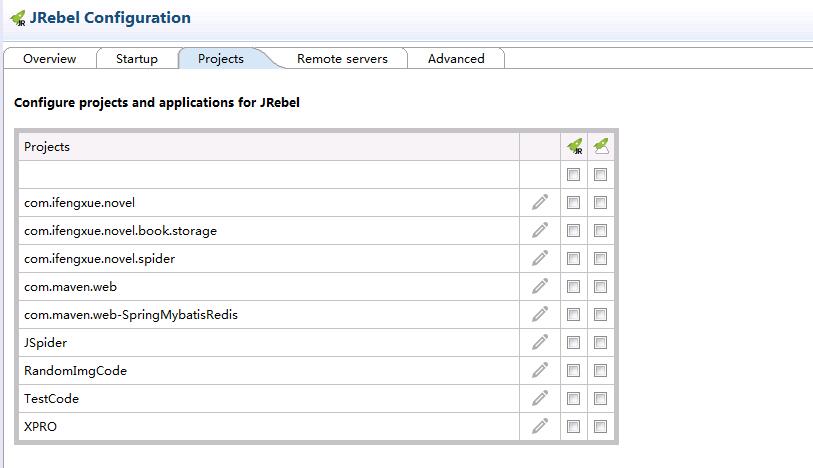 JRebel Configuration
Overview Startup Projects Remote servers Advanced
Configure projects and applications for JRebel
Projects JR
com.ifengxue.novel
com.ifengxue.novel.book.storage
com.ifengxue.novel.spider
com.maven.web
com.maven.web-SpringMybatisRedis
JSpider
RandomImgCode
TestCode
XPRO